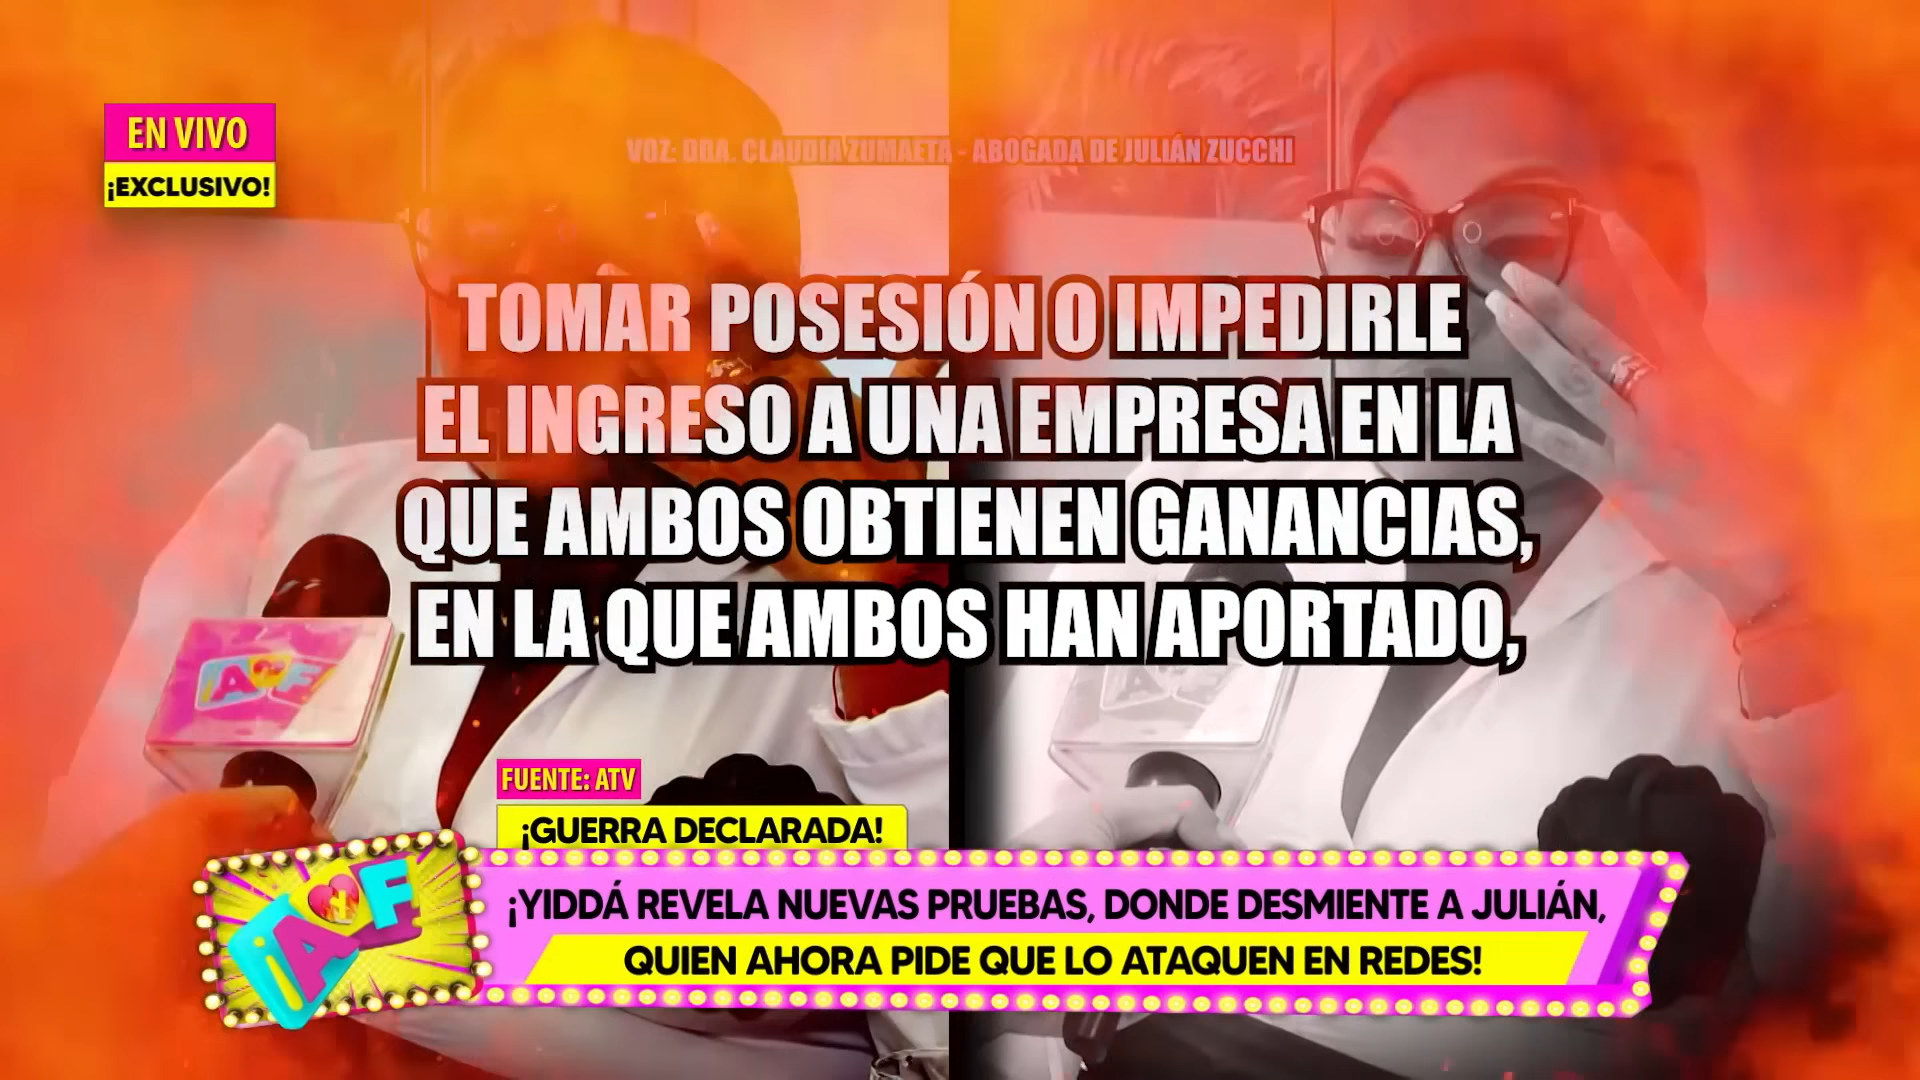 EN VIVO
¡EXCLUSIVO!
VOZ: DRA. CLAUDIA ZUMAETA - ABOGADA DE JULIÁN ZUCCHI
TOMAR POSESIÓN O IMPEDIRLE
EL INGRESO A UNA EMPRESA EN LA
QUE AMBOS OBTIENEN GANANCIAS,
EN LA QUE AMBOS HAN APORTADO,
A F
FUENTE: ATV
¡GUERRA DECLARADA!
¡AF
¡YIDDÁ REVELA NUEVAS PRUEBAS, DONDE DESMIENTE A JULIÁN,
QUIEN AHORA PIDE QUE LO ATAQUEN EN REDES!